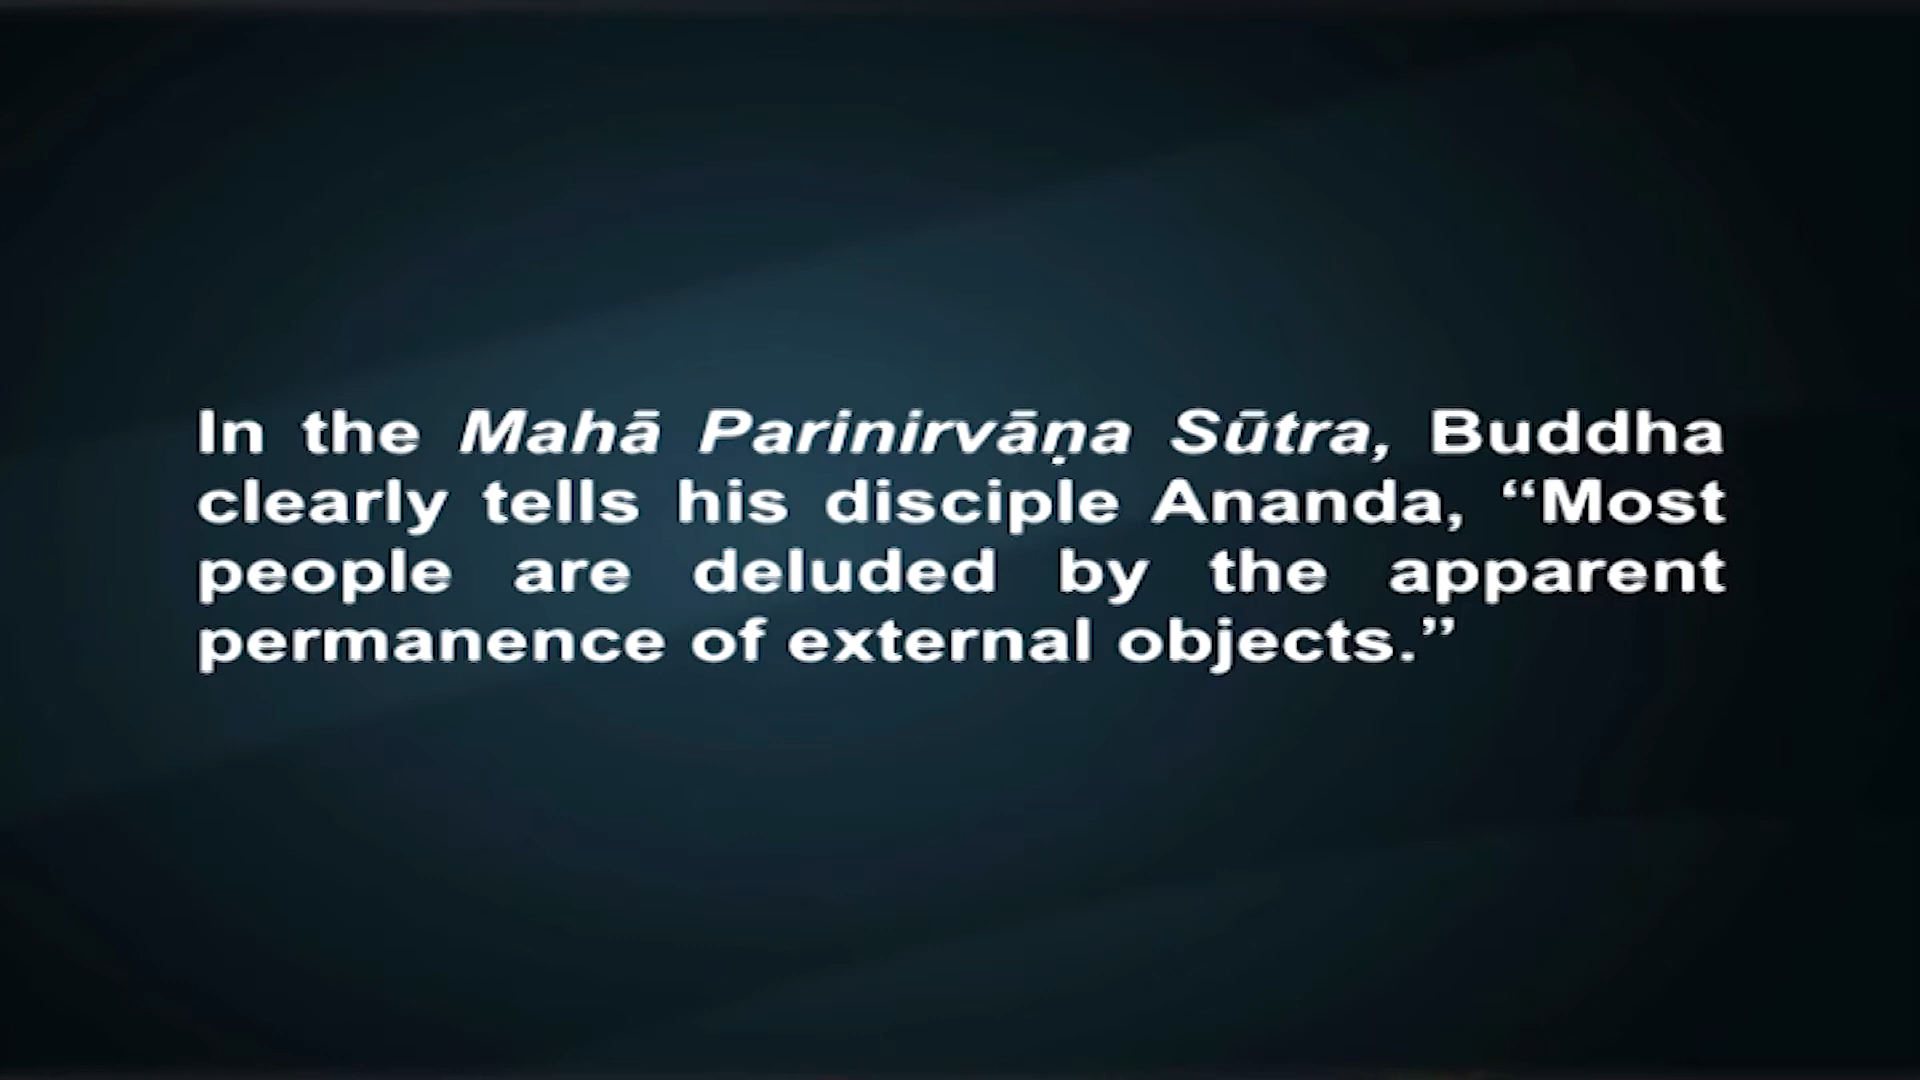 In the Mahā Parinirvāṇa Sūtra, Buddha
clearly tells his disciple Ananda, “Most
people are deluded by the apparent
permanence of external objects.”